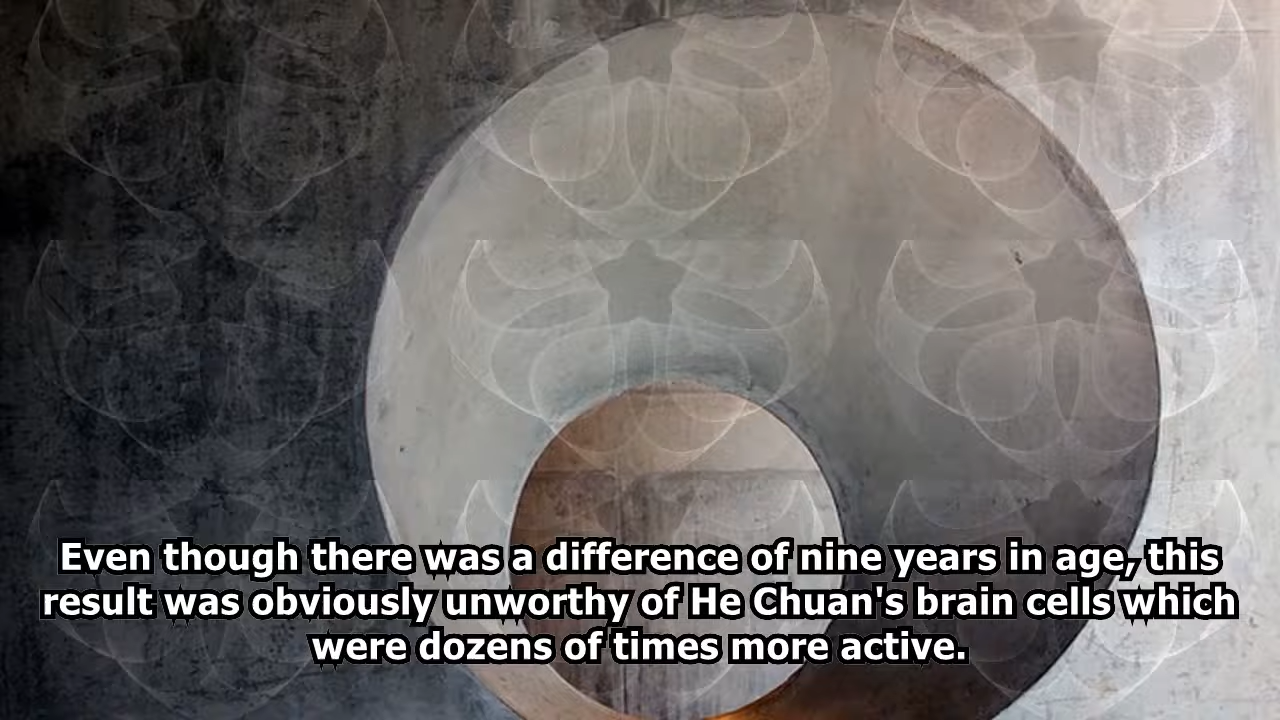 Even though there was a difference of nine years in age, this
result was obviously unworthy of He Chuan's brain cells which
were dozens of times more active.